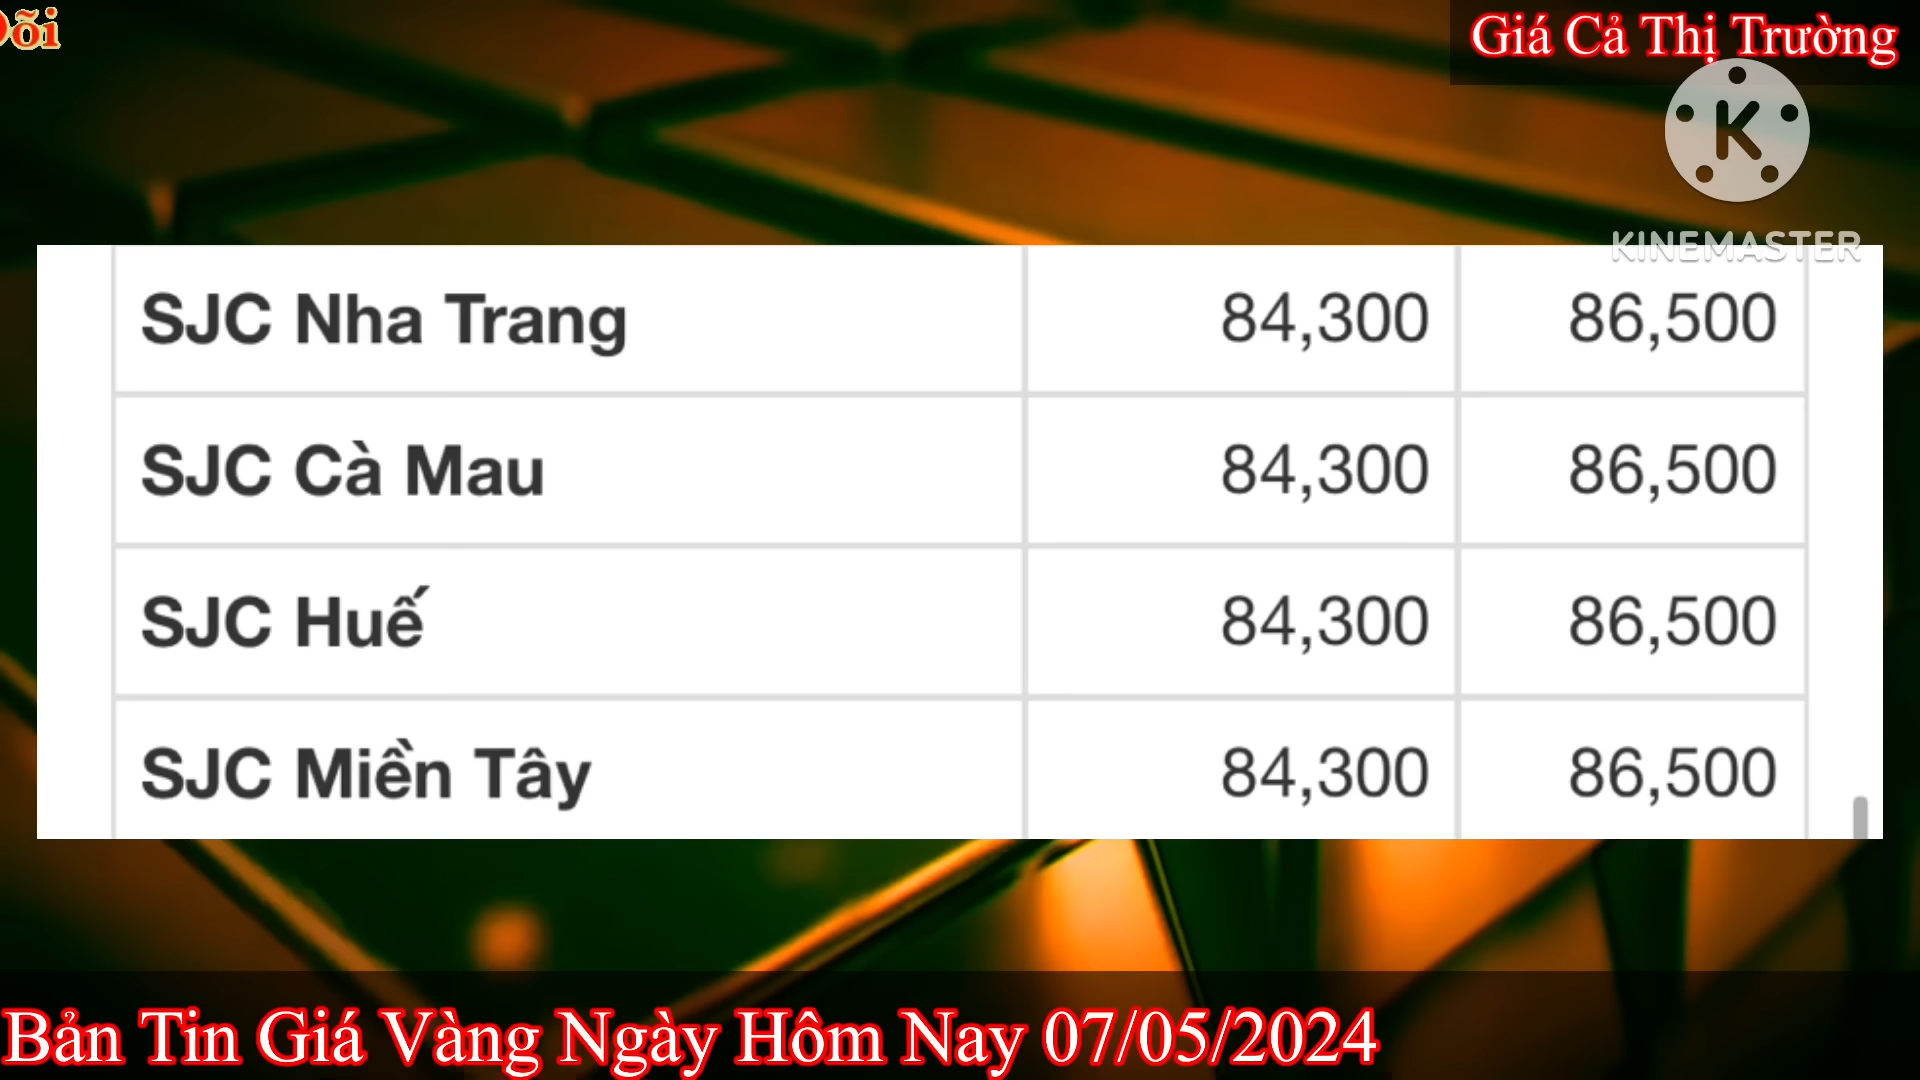 Dõi
Giá Cả Thị Trường
K
KINEMASTER
SJC Nha Trang 84,300 86,500
SJC Cà Mau 84,300 86,500
SJC Huế 84,300 86,500
SJC Miền Tây 84,300 86,500
Bản Tin Giá Vàng Ngày Hôm Nay 07/05/2024